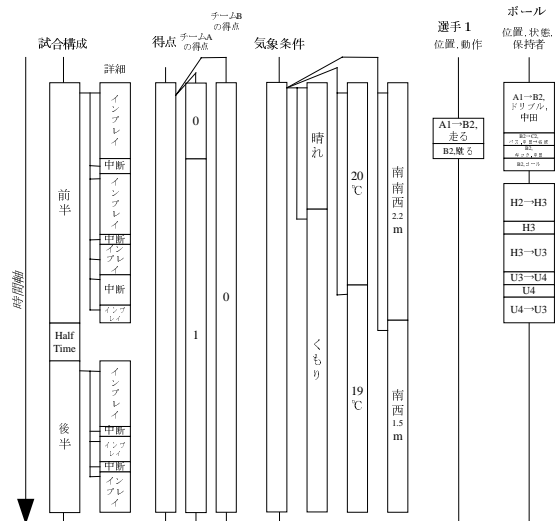 試合構成
詳細
得点
チームA
の得点
チームB
の得点
気象条件
選手1
位置,動作
ボール
位置,状態,
保持者
時間軸
前半
Half
Time
後半
インプレイ
中断
インプレイ
中断
インプレイ
中断
インプレイ
インプレイ
中断
インプレイ
中断
インプレイ
0
1
0
晴れ
くもり
20
℃
19
℃
南南西
2.2
m
南西
1.5
m
A1→B2,
走る
B2,蹴る
A1→B2,
ドリブル,
中田
B2,ゴール
H2→H3
H3
H3→U3
U3→U4
U4
U4→U3